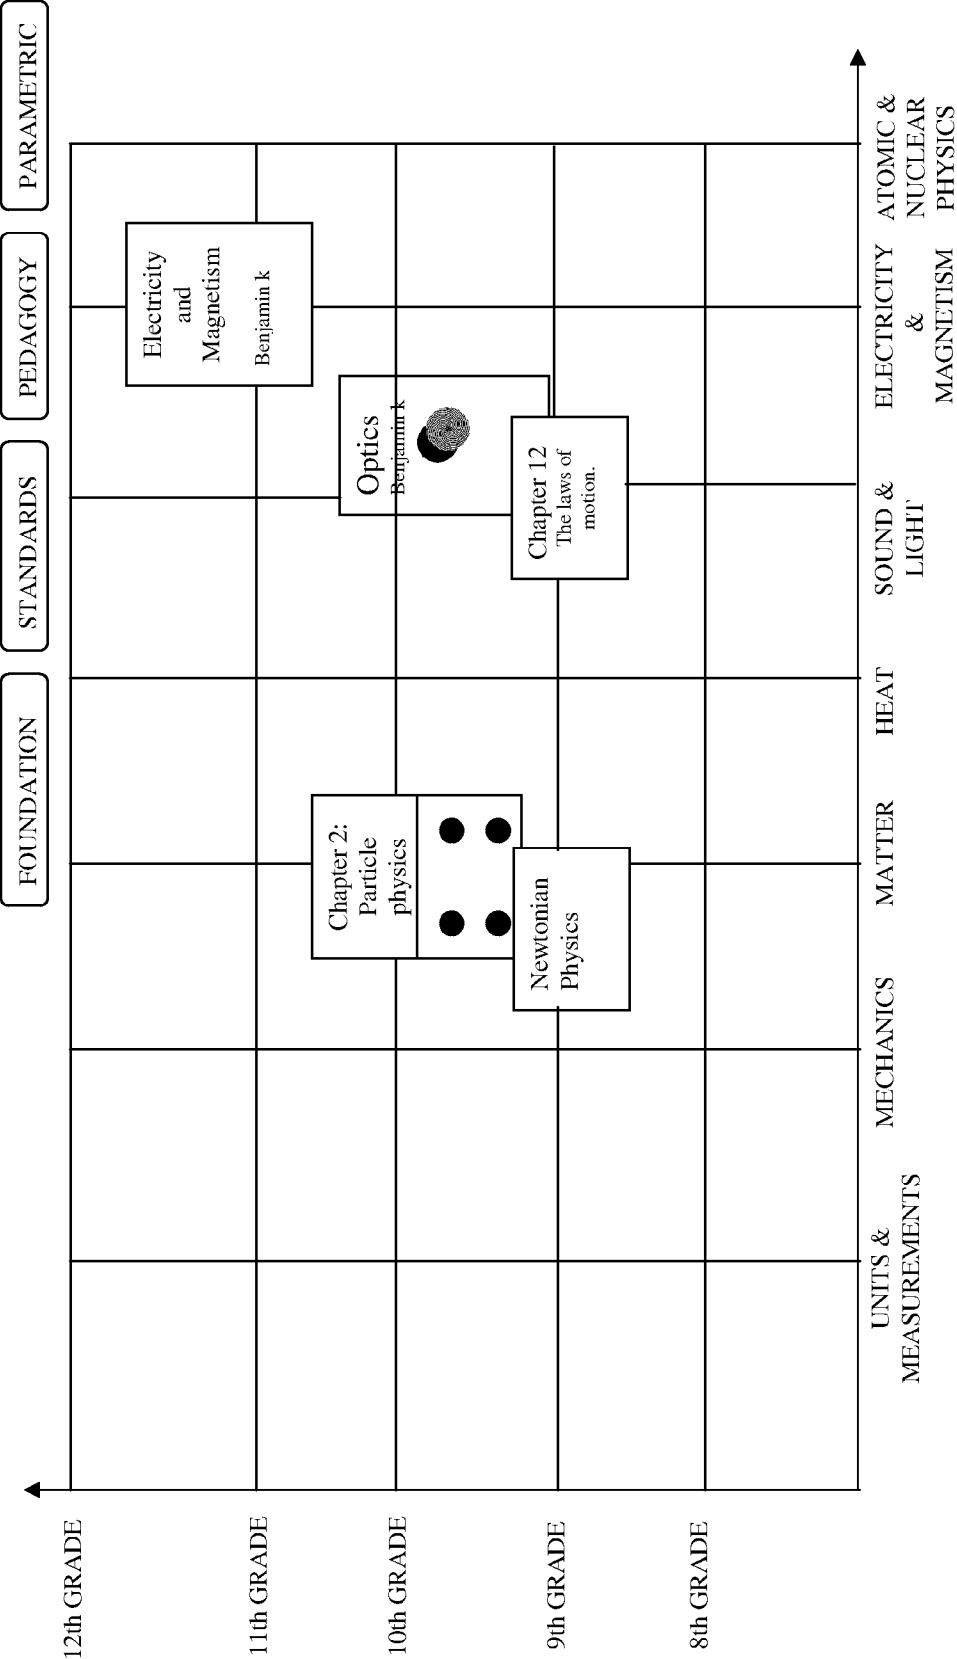 FOUNDATION
STANDARDS
PEDAGOGY
PARAMETRIC
12th GRADE
11th GRADE
10th GRADE
9th GRADE
8th GRADE
Electricity
and
Magnetism
Benjamin k
Optics
Benjamin k
Chapter 12
The laws of
motion.
Chapter 2:
Particle
physics
Newtonian
Physics
UNITS &
MEASUREMENTS
MECHANICS
MATTER
HEAT
SOUND &
LIGHT
ELECTRICITY
&
MAGNETISM
ATOMIC &
NUCLEAR
PHYSICS